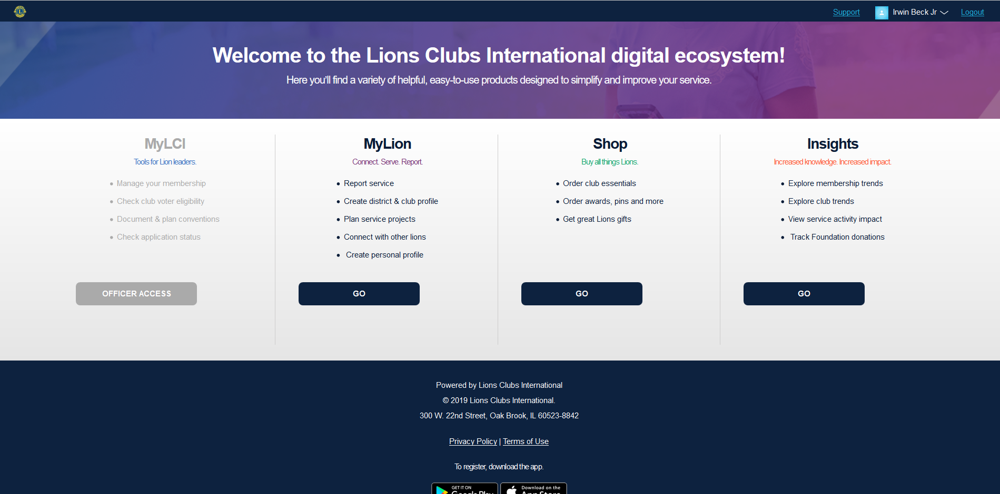 Support
Irwin Beck Jr
Logout
Welcome to the Lions Clubs International digital ecosystem!
Here you’ll find a variety of helpful, easy-to-use products designed to simplify and improve your service.
MyLCI
Tools for Lion leaders.
• Manage your membership
• Check club voter eligibility
• Document & plan conventions
• Check application status
OFFICER ACCESS
MyLion
Connect. Serve. Report.
• Report service
• Create district & club profile
• Plan service projects
• Connect with other lions
• Create personal profile
GO
Shop
Buy all things Lions.
• Order club essentials
• Order awards, pins and more
• Get great Lions gifts
GO
Insights
Increased knowledge. Increased impact.
• Explore membership trends
• Explore club trends
• View service activity impact
• Track Foundation donations
GO
Powered by Lions Clubs International
© 2019 Lions Clubs International.
300 W. 22nd Street, Oak Brook, IL 60523-8842
Privacy Policy | Terms of Use
To register, download the app.
GET IT ON
Google Play
Download on the
App Store